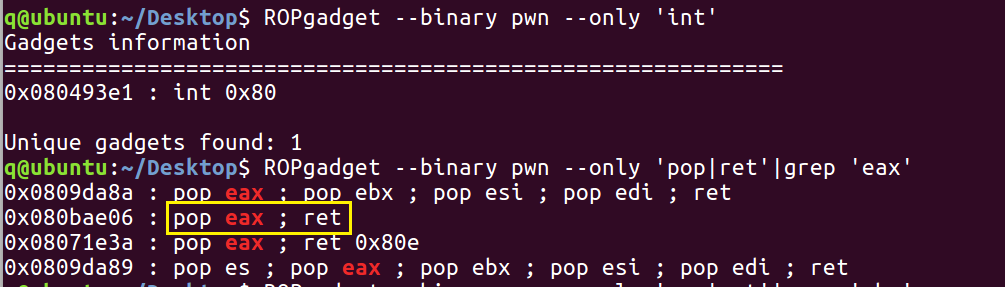 q@ubuntu:~/Desktop$ ROPgadget --binary pwn --only 'int'
Gadgets information
============================================================
0x080493e1 : int 0x80
Unique gadgets found: 1
q@ubuntu:~/Desktop$ ROPgadget --binary pwn --only 'pop|ret'|grep 'eax'
0x0809da8a : pop eax ; pop ebx ; pop esi ; pop edi ; ret
0x080bae06 : pop eax ; ret
0x08071e3a : pop eax ; ret 0x80e
0x0809da89 : pop es ; pop eax ; pop ebx ; pop esi ; pop edi ; ret